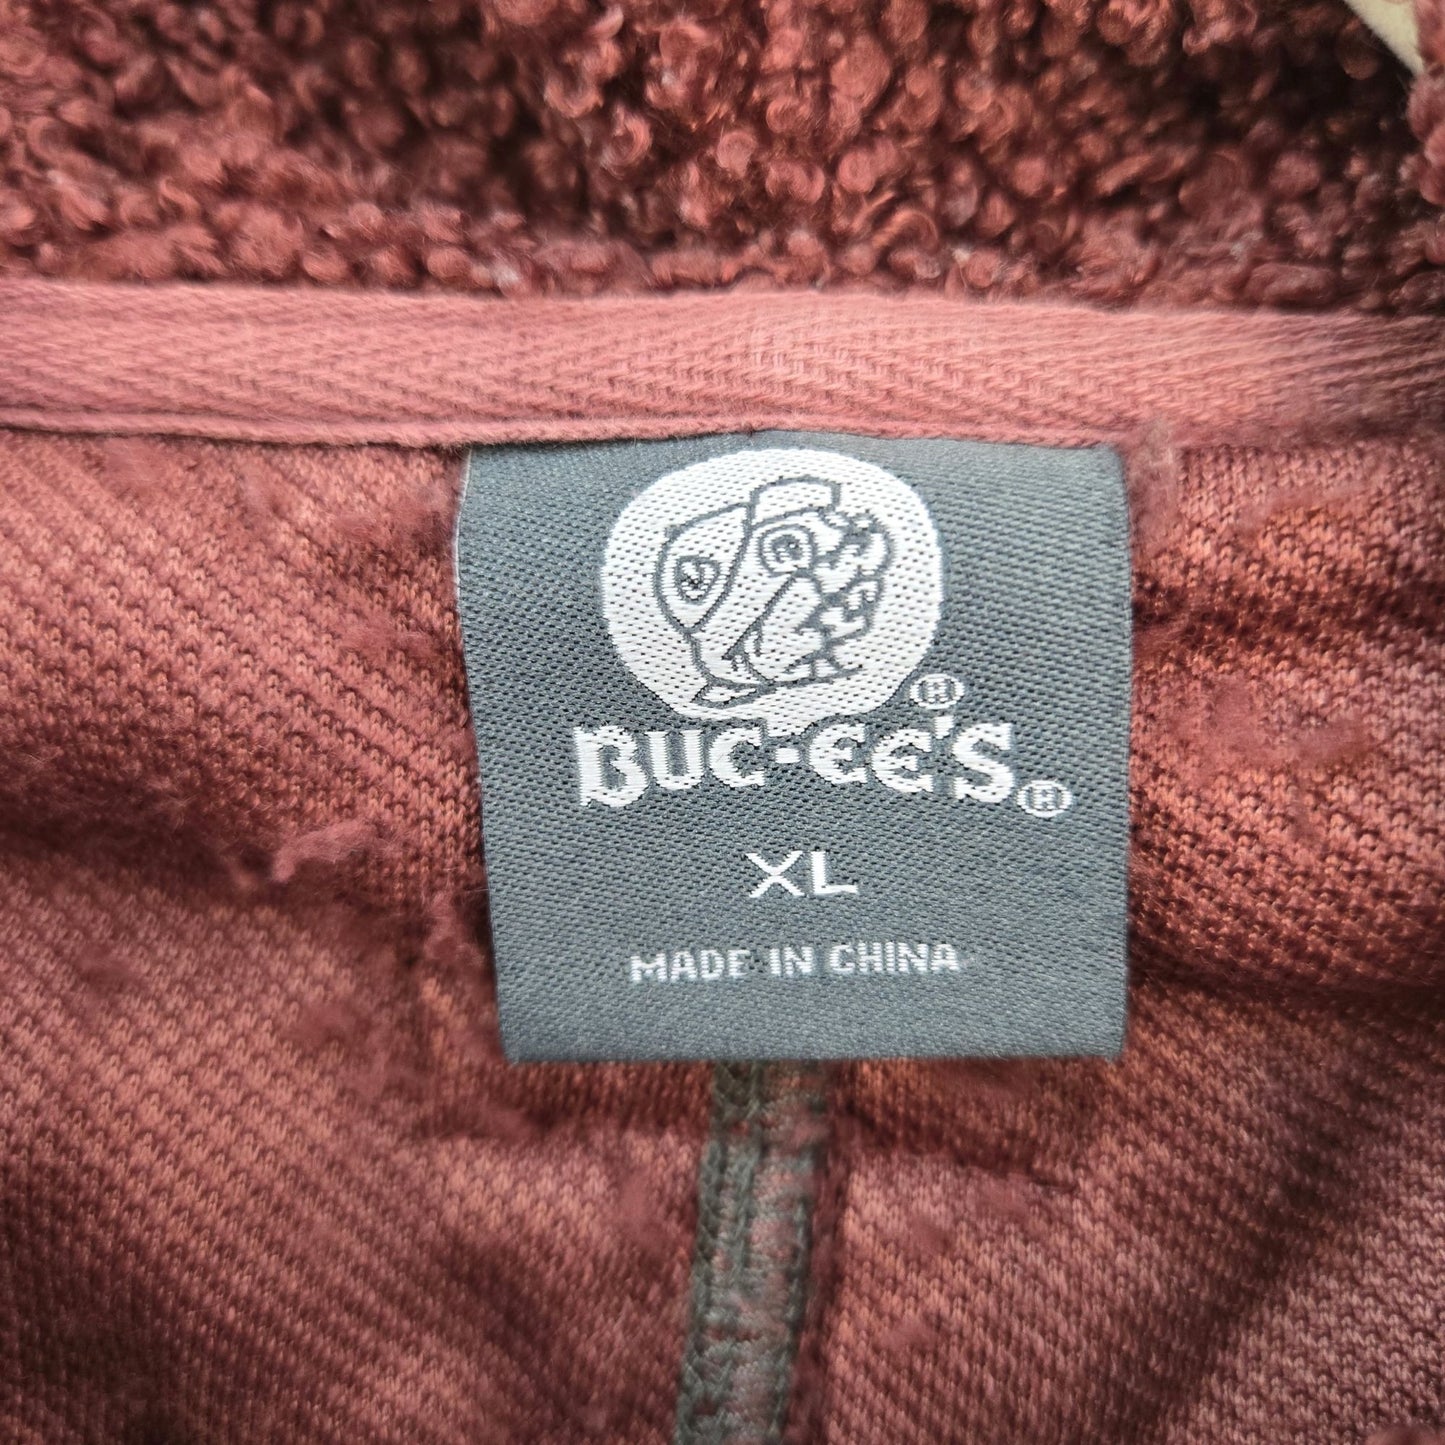 ®
BUC-EE'S®
XL
MADE IN CHINA